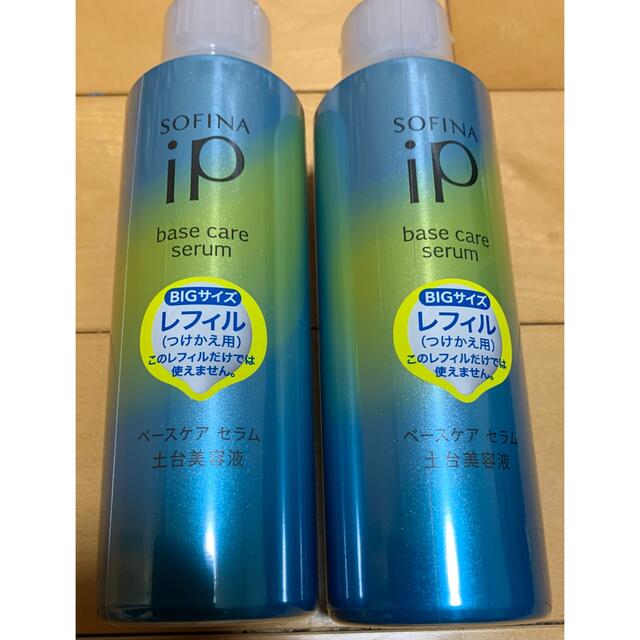 SOFINA
iP
base care
serum
BIGサイズ
レフィル
(つけかえ用)
このレフィルだけでは
使えません。
ベースケア セラム
土台美容液
SOFINA
iP
base care
serum
BIGサイズ
レフィル
(つけかえ用)
このレフィルだけでは
使えません。
ベースケア セラム
土台美容液